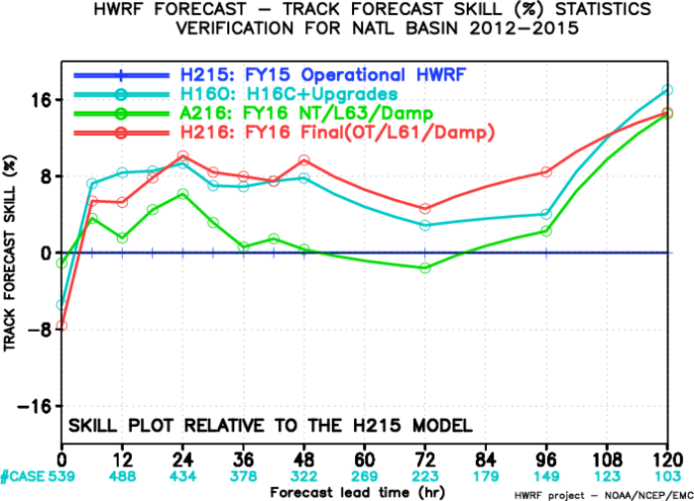 HWRF FORECAST – TRACK FORECAST SKILL (%) STATISTICS
VERIFICATION FOR NATL BASIN 2012–2015
H215: FY15 Operational HWRF
H16O: H16C+Upgrades
A216: FY16 NT/L63/Damp
H216: FY16 Final(OT/L61/Damp)
TRACK FORECAST SKILL (%)
16
8
0
–8
–16
SKILL PLOT RELATIVE TO THE H215 MODEL
0 12 24 36 48 60 72 84 96 108 120
#CASE 539 488 434 378 322 269 223 179 149 123 103
Forecast lead time (hr)
HWRF project – NOAA/NCEP/EMC